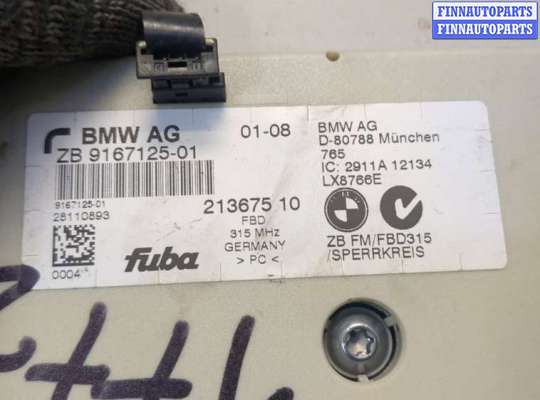 FINNAUTOPARTS
FINNAUTOPARTS
BMW AG
01-08
ZB 9167125-01
9167125-01
28110893
0004
213675 10
FBD
315 MHz
GERMANY
> PC <
fuba
BMW AG
D-80788 München
765
IC: 2911A 12134
LX8766E
BMW
ZB FM/FBD315
/SPERRKREIS